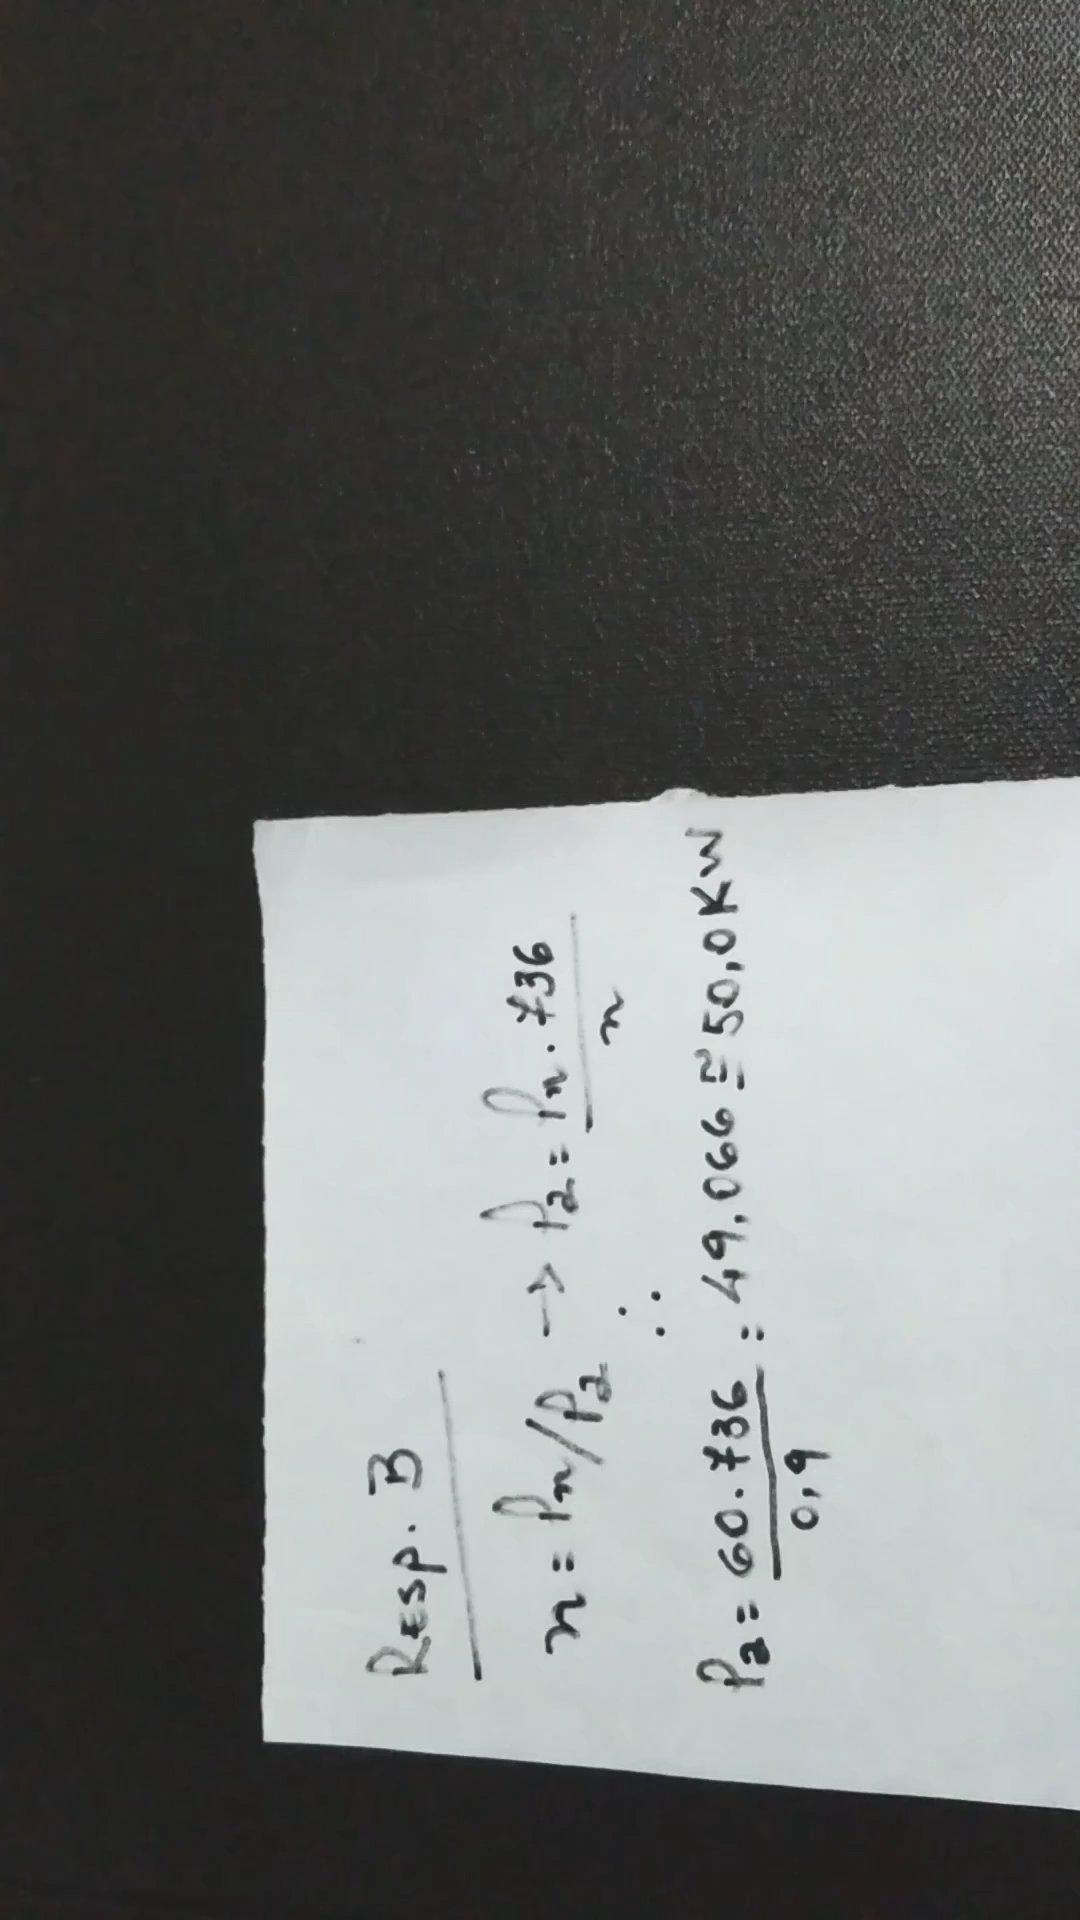 RESP. B
n = Pn/Pa → Pa = Pn . 736
n
∴
Pa = 60.736 = 49.066 ≅ 50,0 KW
0,9